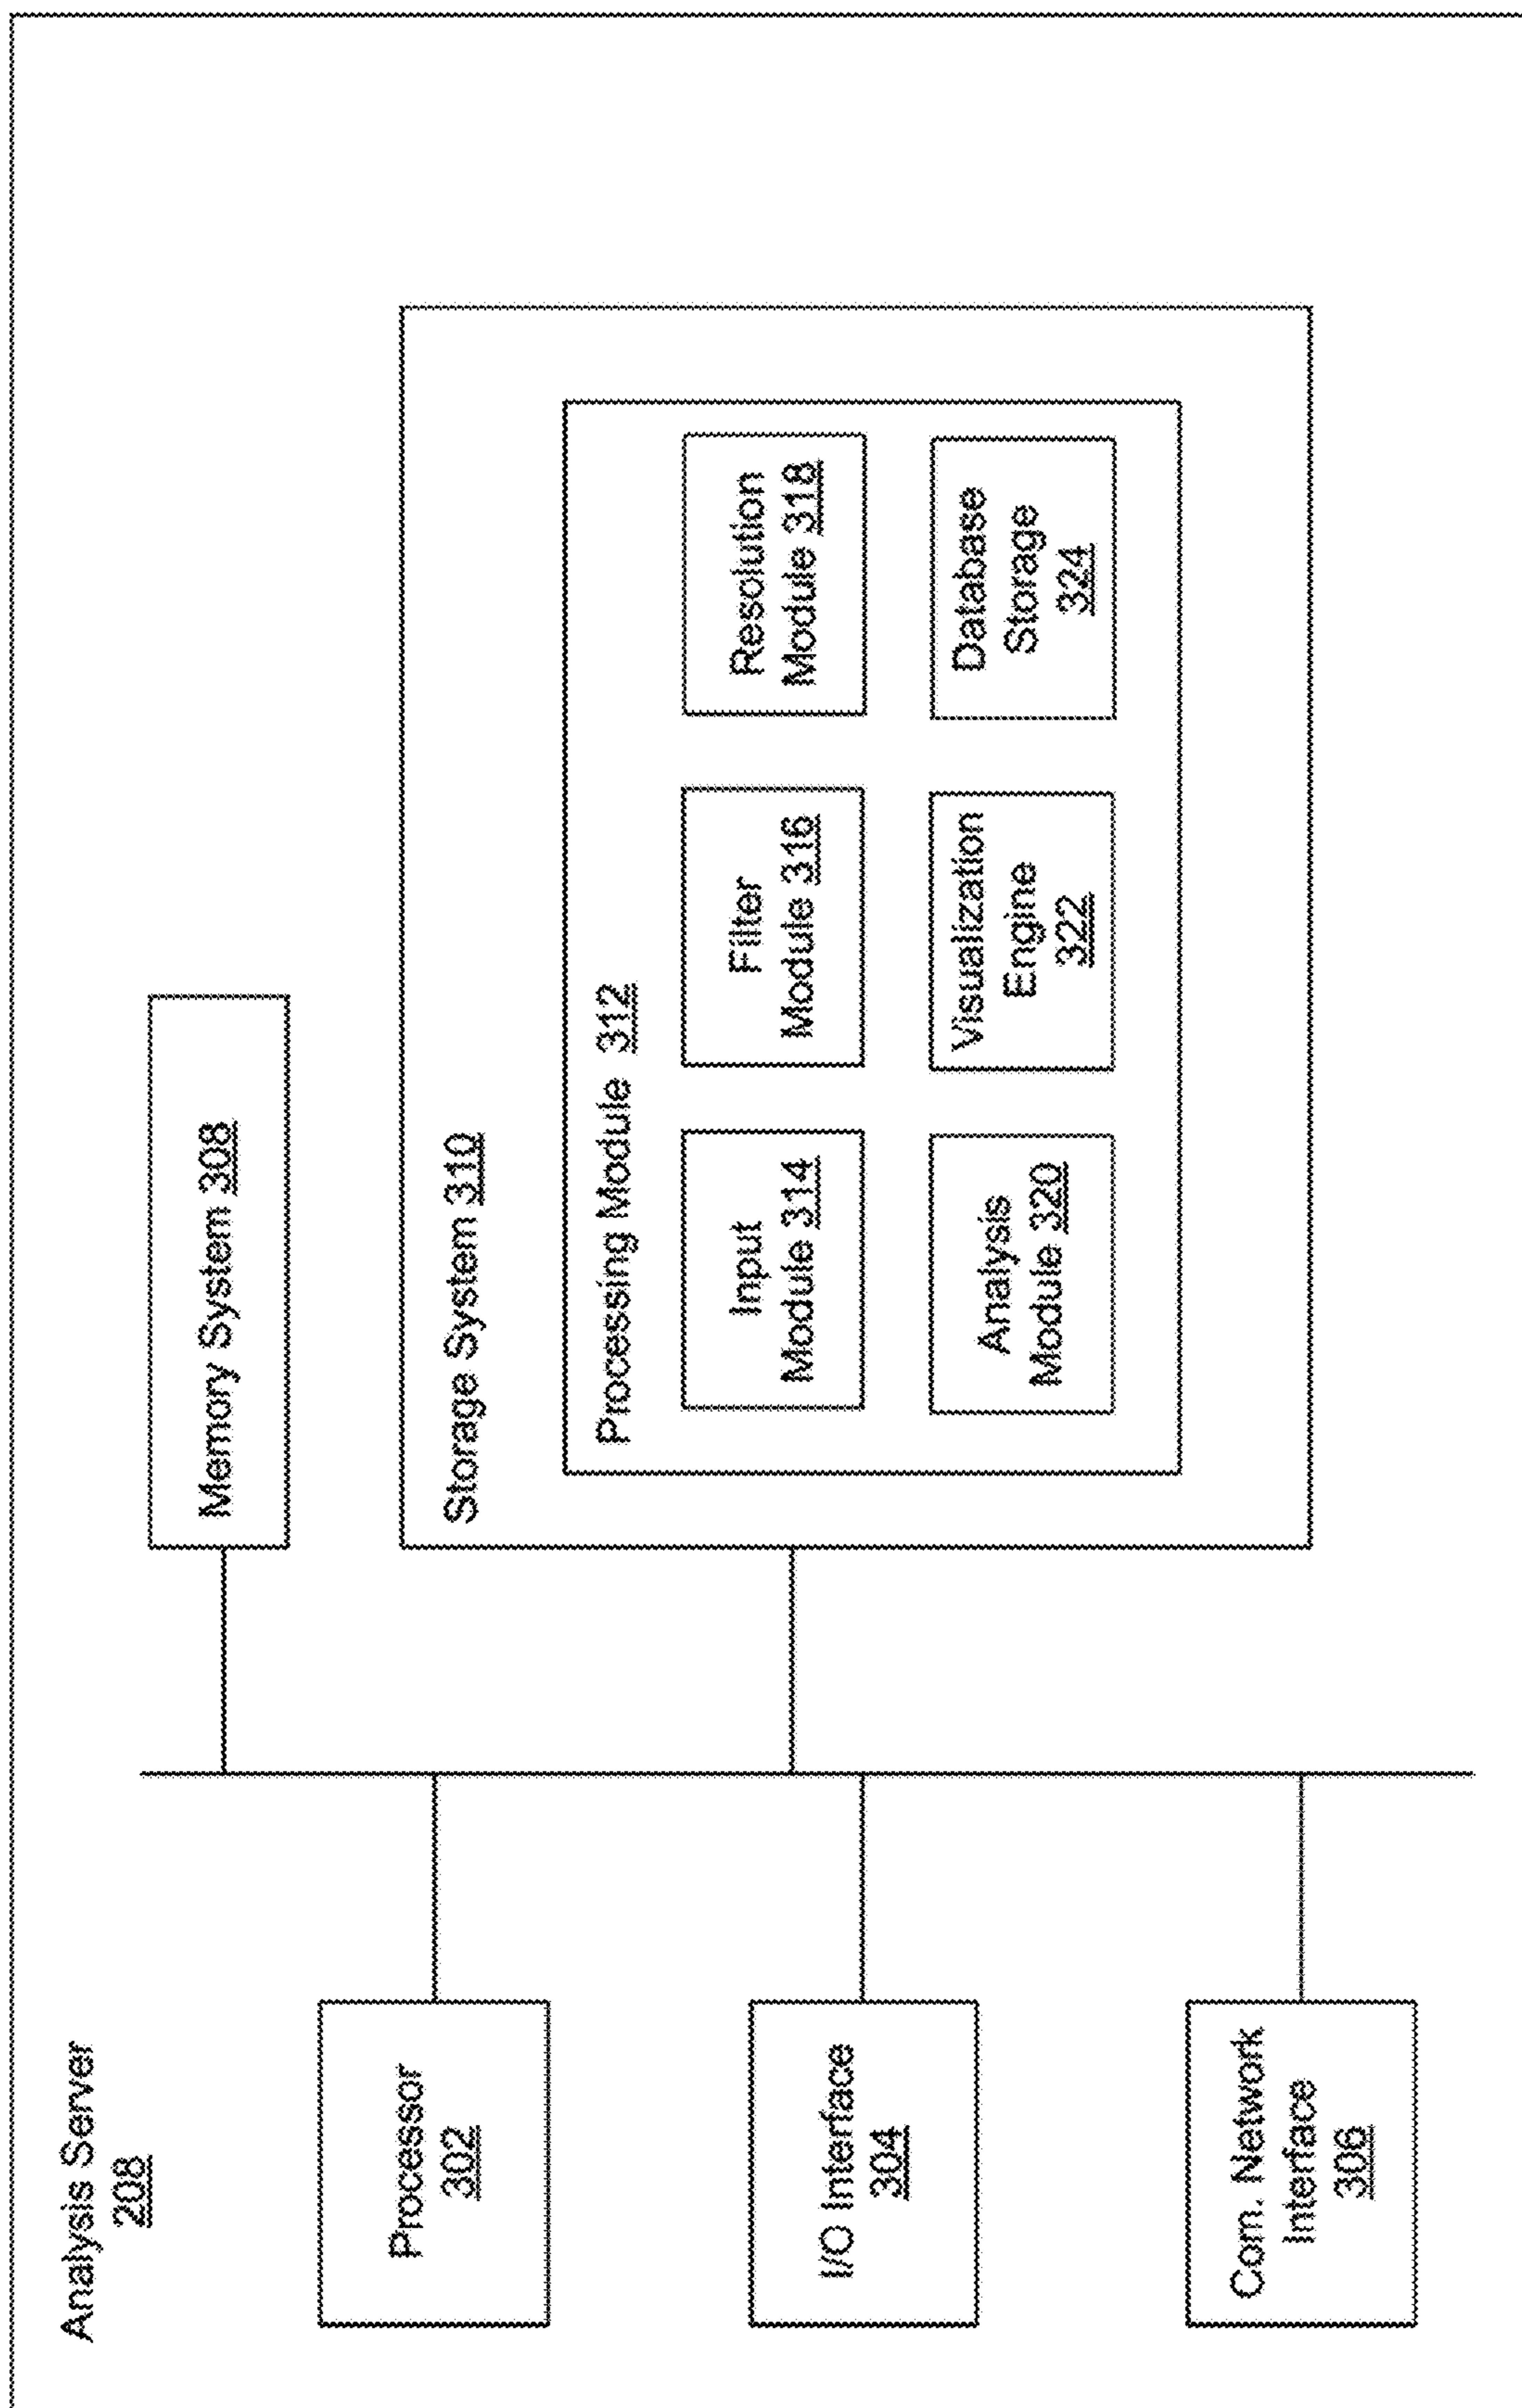 Analysis Server
208
Processor
302
I/O Interface
304
Com. Network
Interface
306
Memory System 308
Storage System 310
Processing Module 312
Input
Module 314
Filter
Module 316
Resolution
Module 318
Analysis
Module 320
Visualization
Engine
322
Database
Storage
324